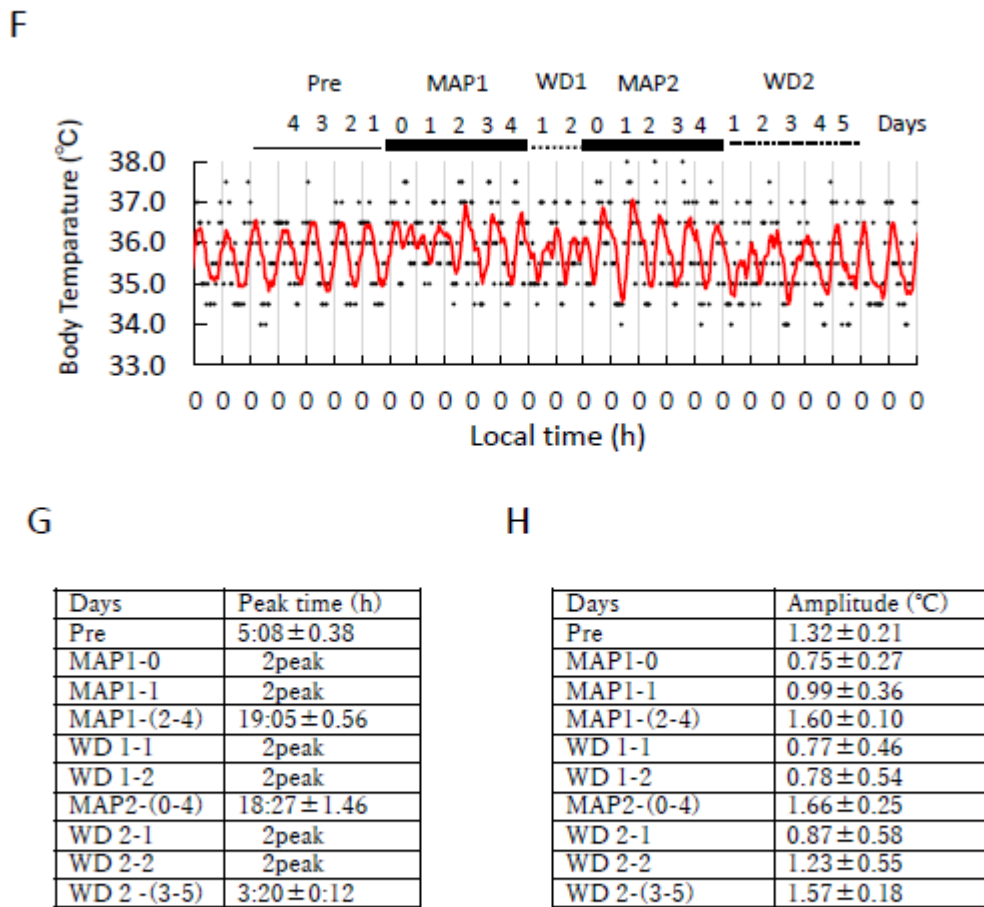 F
Pre MAP1 WD1 MAP2 WD2
4 3 2 1 0 1 2 3 4 1 2 0 1 2 3 4 1 2 3 4 5 Days
Body Temparature (℃)
38.0
37.0
36.0
35.0
34.0
33.0
0 0 0 0 0 0 0 0 0 0 0 0 0 0 0 0 0 0 0 0 0 0 0 0 0 0 0
Local time (h)
G H
Days Peak time (h)
Pre 5:08±0.38
MAP1-0 2peak
MAP1-1 2peak
MAP1-(2-4) 19:05±0.56
WD 1-1 2peak
WD 1-2 2peak
MAP2-(0-4) 18:27±1.46
WD 2-1 2peak
WD 2-2 2peak
WD 2 -(3-5) 3:20±0:12
Days Amplitude (℃)
Pre 1.32±0.21
MAP1-0 0.75±0.27
MAP1-1 0.99±0.36
MAP1-(2-4) 1.60±0.10
WD 1-1 0.77±0.46
WD 1-2 0.78±0.54
MAP2-(0-4) 1.66±0.25
WD 2-1 0.87±0.58
WD 2-2 1.23±0.55
WD 2-(3-5) 1.57±0.18